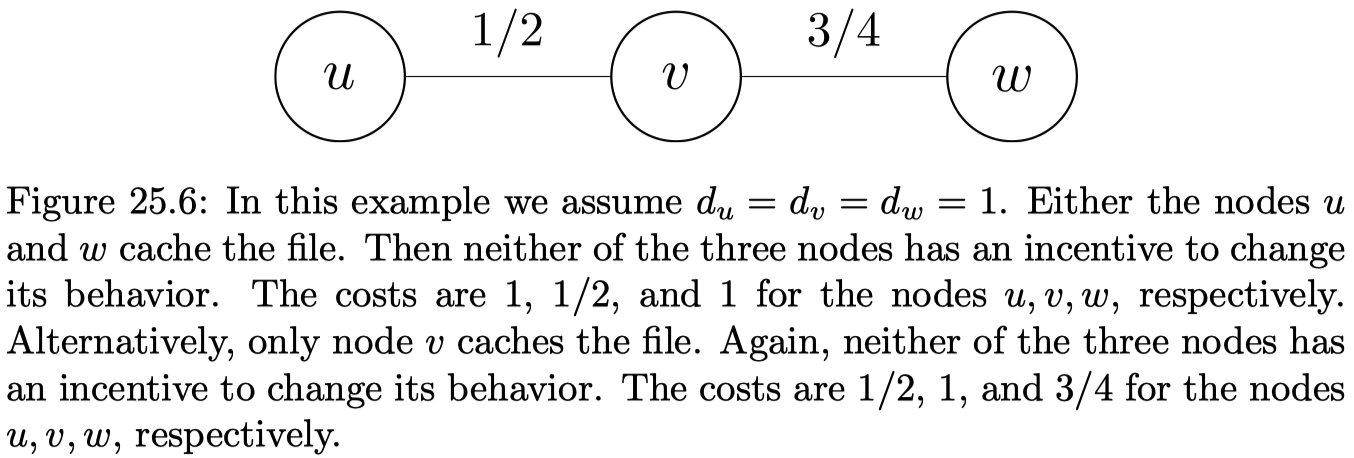 1/2 3/4
u v w
Figure 25.6: In this example we assume dᵤ = dᵥ = d_w = 1. Either the nodes u
and w cache the file. Then neither of the three nodes has an incentive to change
its behavior. The costs are 1, 1/2, and 1 for the nodes u, v, w, respectively.
Alternatively, only node v caches the file. Again, neither of the three nodes has
an incentive to change its behavior. The costs are 1/2, 1, and 3/4 for the nodes
u, v, w, respectively.